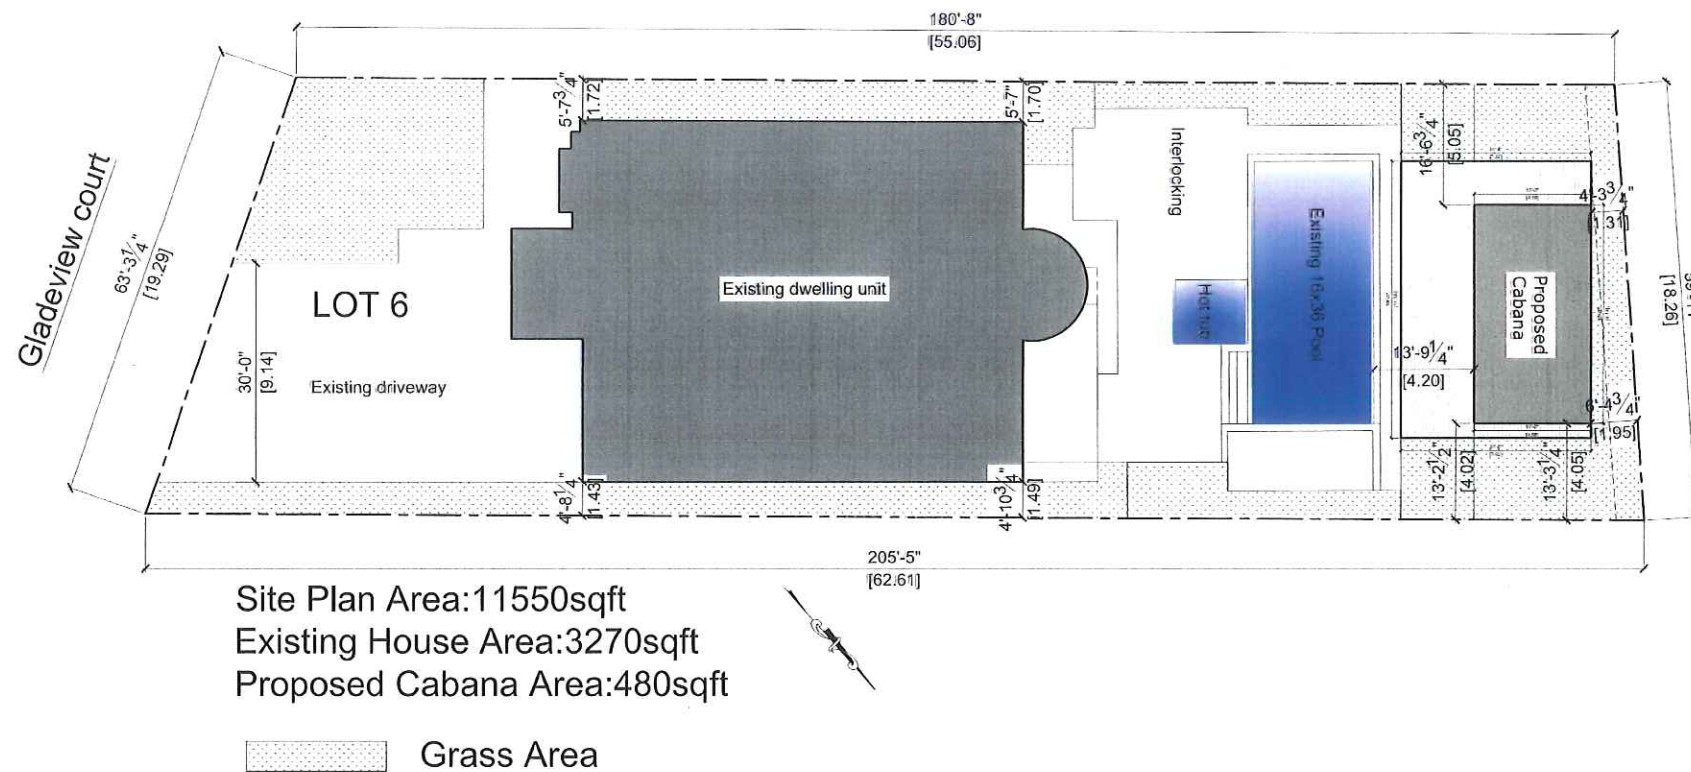 180'-8"
[55.06]
5'-7 3/4"
[1.72]
5'-7"
[1.70]
16'-6 3/4"
[5.05]
Gladeview court
63'-3 1/4"
[19.29]
Interlocking
4'-3 3/4"
[1.31]
[18.26]
LOT 6
Existing dwelling unit
Hot tub
Existing 16x36 Pool
Proposed
Cabana
30'-0"
[9.14]
Existing driveway
13'-9 1/4"
[4.20]
6'-4 3/4"
[1.95]
4'-8 1/4"
[1.43]
4'-10 3/4"
[1.49]
13'-2 1/2"
[4.02]
13'-3 1/4"
[4.05]
205'-5"
[62.61]
Site Plan Area:11550sqft
Existing House Area:3270sqft
Proposed Cabana Area:480sqft
Grass Area